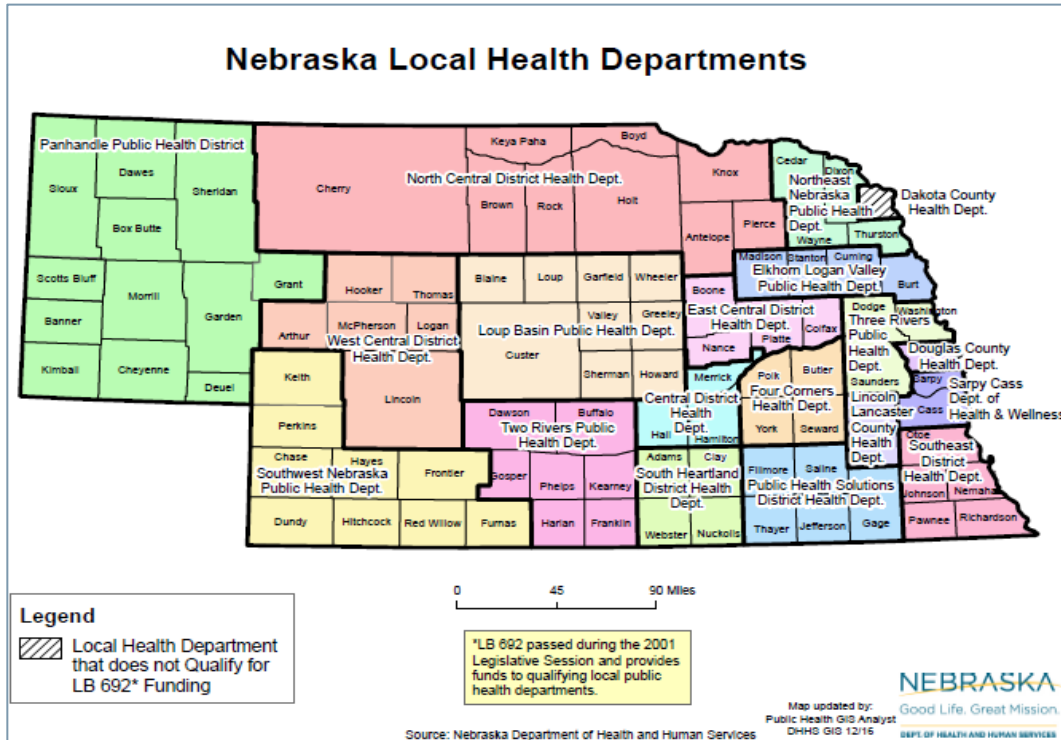 Nebraska Local Health Departments
Panhandle Public Health District
Sioux
Dawes
Sheridan
Box Butte
Scotts Bluff
Morrill
Garden
Grant
Banner
Kimball
Cheyenne
Deuel
North Central District Health Dept.
Cherry
Keya Paha
Boyd
Brown
Rock
Holt
Knox
Antelope
Pierce
Cedar
Dixon
Northeast
Nebraska
Public Health
Dept.
Wayne
Thurston
Dakota County
Health Dept.
Madison
Stanton
Cuming
Elkhorn Logan Valley
Public Health Dept.
Burt
Hooker
Thomas
Arthur
McPherson
Logan
West Central District
Health Dept.
Lincoln
Blaine
Loup
Garfield
Wheeler
Valley
Greeley
Loup Basin Public Health Dept.
Custer
Sherman
Howard
Boone
East Central District
Health Dept.
Platte
Colfax
Nance
Dodge
Washington
Three Rivers
Public
Health
Dept.
Saunders
Douglas County
Health Dept.
Sarpy
Cass
Sarpy Cass
Dept. of
Health & Wellness
Lincoln
Lancaster
County
Health
Dept.
Merrick
Central District
Health
Dept.
Hall
Hamilton
Polk
Butler
Four Corners
Health Dept.
York
Seward
Keith
Perkins
Chase
Hayes
Frontier
Southwest Nebraska
Public Health Dept.
Dundy
Hitchcock
Red Willow
Furnas
Dawson
Buffalo
Two Rivers Public
Health Dept.
Gosper
Phelps
Kearney
Harlan
Franklin
Adams
Clay
South Heartland
District Health
Dept.
Webster
Nuckolls
Fillmore
Saline
Public Health Solutions
District Health Dept.
Thayer
Jefferson
Gage
Otoe
Southeast
District
Health Dept.
Johnson
Nemaha
Pawnee
Richardson
0 45 90 Miles
Legend
Local Health Department
that does not Qualify for
LB 692* Funding
*LB 692 passed during the 2001
Legislative Session and provides
funds to qualifying local public
health departments.
Source: Nebraska Department of Health and Human Services
Map updated by:
Public Health GIS Analyst
DHHS GIS 12/16
NEBRASKA
Good Life. Great Mission.
DEPT. OF HEALTH AND HUMAN SERVICES